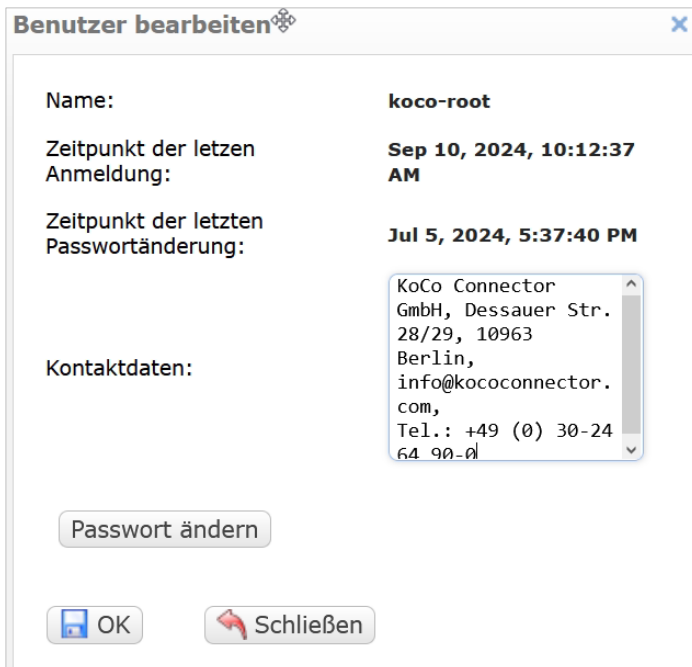 Benutzer bearbeiten
Name:
koco-root
Zeitpunkt der letzen
Anmeldung:
Sep 10, 2024, 10:12:37
AM
Zeitpunkt der letzten
Passwortänderung:
Jul 5, 2024, 5:37:40 PM
Kontaktdaten:
KoCo Connector
GmbH, Dessauer Str.
28/29, 10963
Berlin,
info@kococonnector.
com,
Tel.: +49 (0) 30-24
64 90-0
Passwort ändern
OK
Schließen